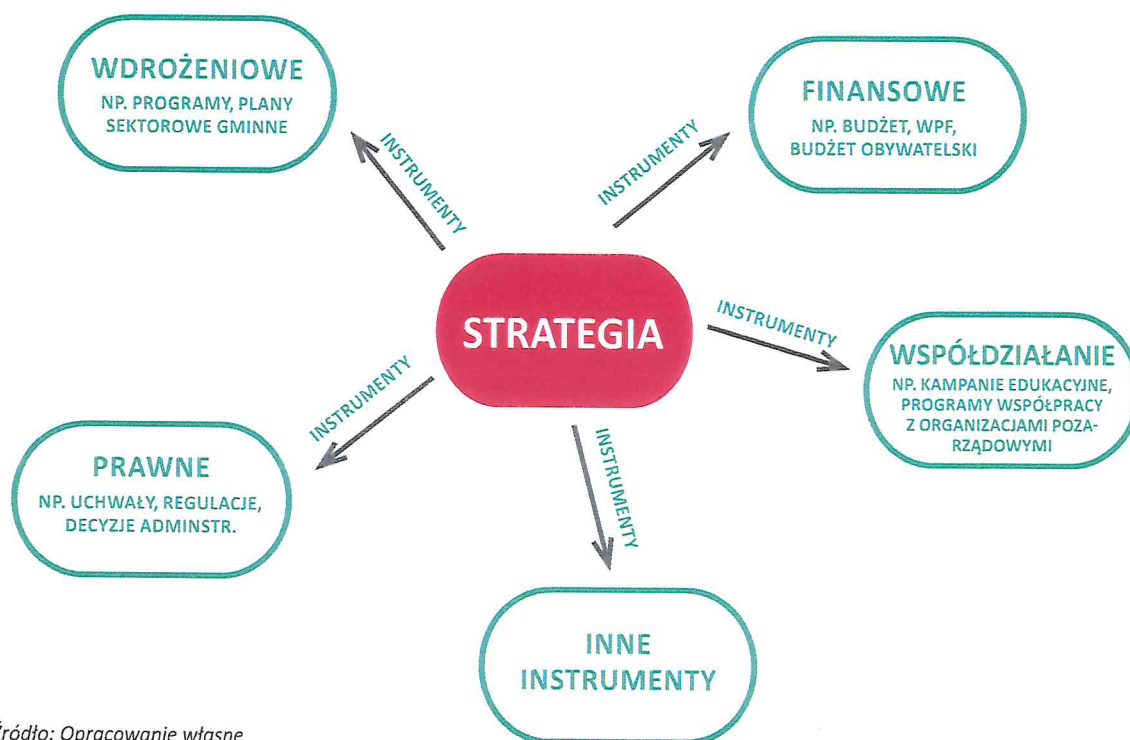 WDROŻENIOWE
NP. PROGRAMY, PLANY
SEKTOROWE GMINNE
INSTRUMENTY
FINANSOWE
NP. BUDŻET, WPF,
BUDŻET OBYWATELSKI
INSTRUMENTY
STRATEGIA
INSTRUMENTY
WSPÓŁDZIAŁANIE
NP. KAMPANIE EDUKACYJNE,
PROGRAMY WSPÓŁPRACY
Z ORGANIZACJAMI POZA-
RZĄDOWYMI
INSTRUMENTY
PRAWNE
NP. UCHWAŁY, REGULACJE,
DECYZJE ADMINSTR.
INSTRUMENTY
INNE
INSTRUMENTY
Źródło: Opracowanie własne